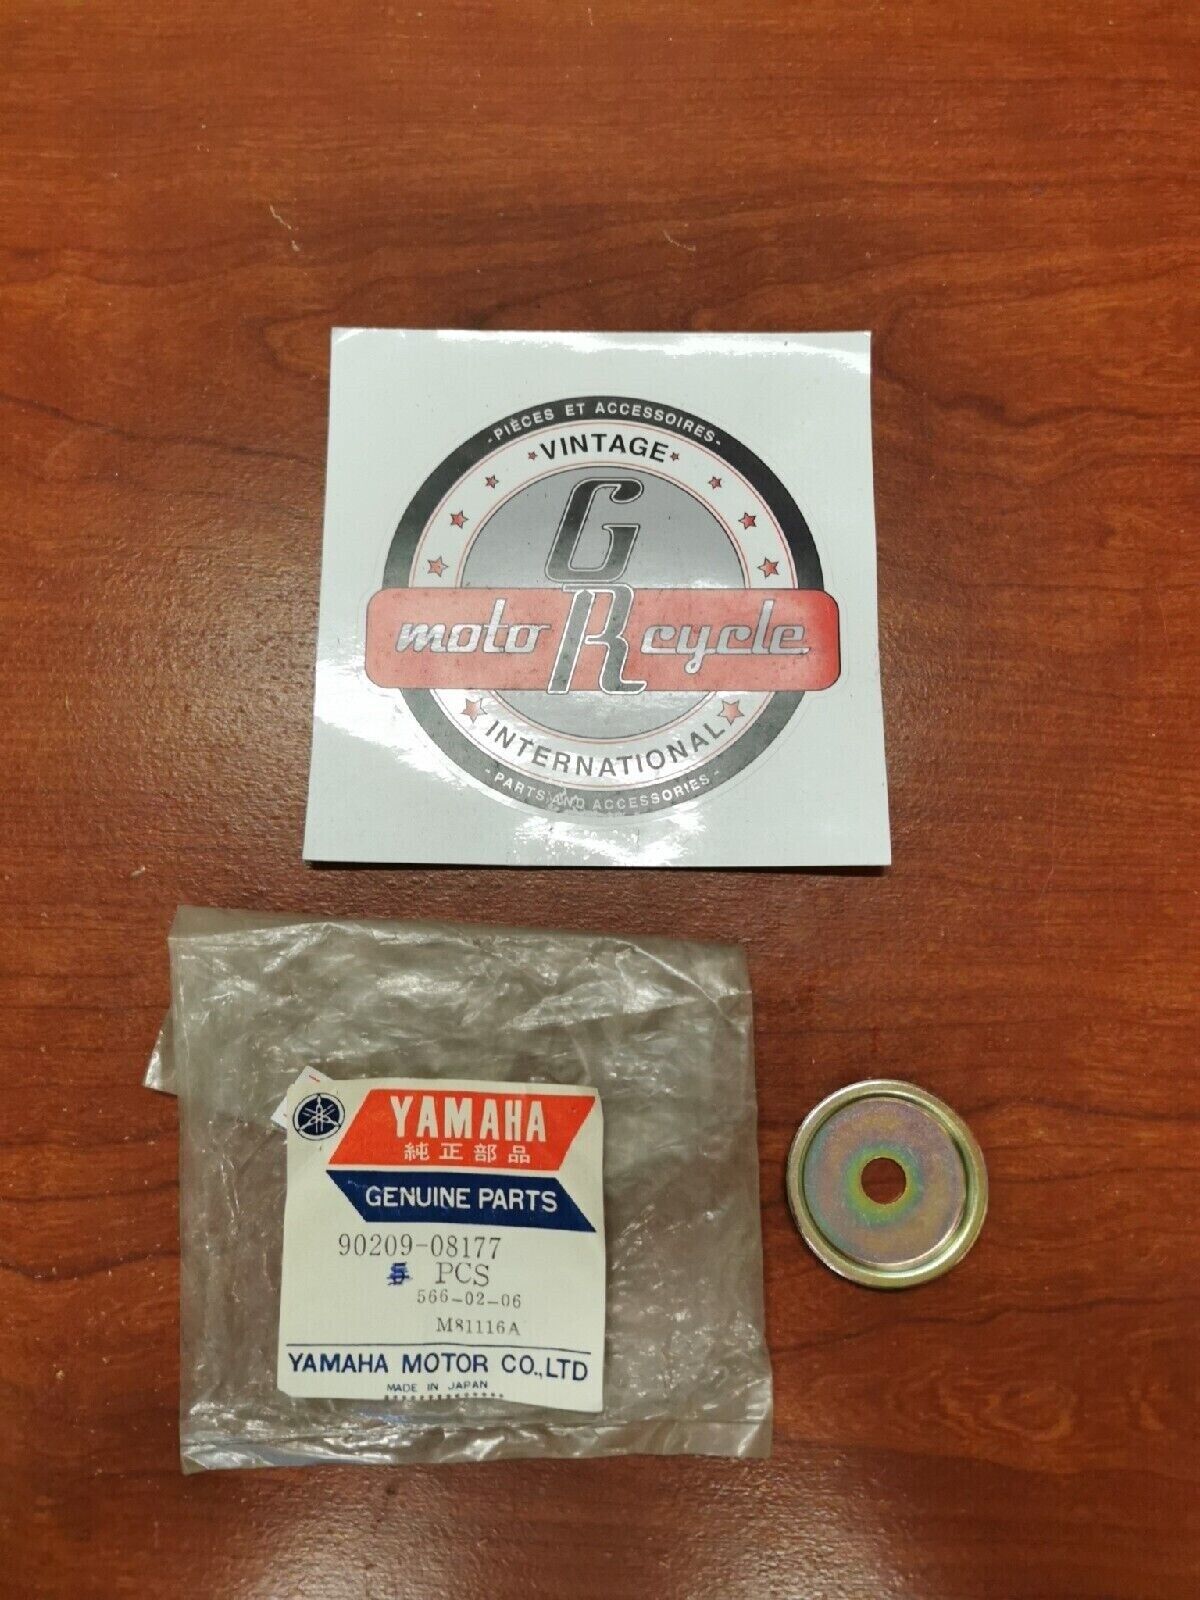 - PIÈCES ET ACCESSOIRES -
VINTAGE
GR
moto cycle
INTERNATIONAL
- PARTS AND ACCESSORIES -
YAMAHA
純正部品
GENUINE PARTS
90209-08177
PCS
566-02-06
M81116A
YAMAHA MOTOR CO.,LTD
MADE IN JAPAN